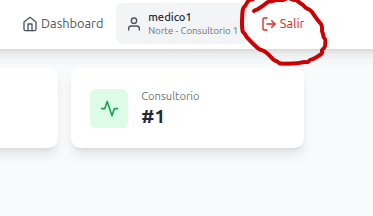 Dashboard
medico1
Norte - Consultorio 1
Salir
Consultorio
#1